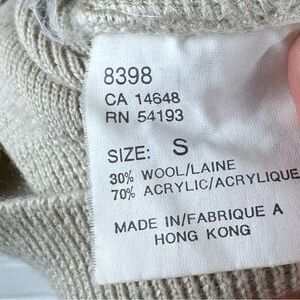 8398
CA 14648
RN 54193
SIZE: S
30% WOOL/LAINE
70% ACRYLIC/ACRYLIQUE
MADE IN/FABRIQUE A
HONG KONG